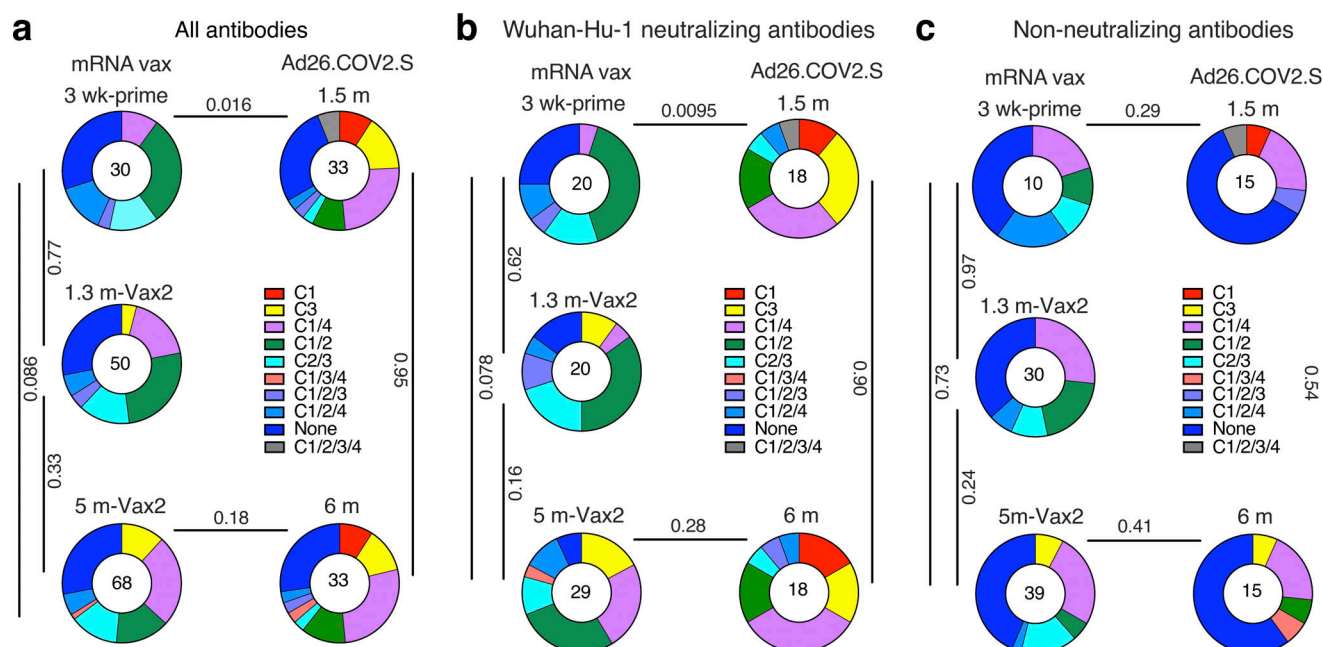 a
All antibodies
mRNA vax
3 wk-prime
Ad26.COV2.S
1.5 m
0.016
30
33
0.77
1.3 m-Vax2
50
0.086
0.33
0.95
C1
C3
C1/4
C1/2
C2/3
C1/3/4
C1/2/3
C1/2/4
None
C1/2/3/4
5 m-Vax2
6 m
0.18
68
33
b
Wuhan-Hu-1 neutralizing antibodies
mRNA vax
3 wk-prime
Ad26.COV2.S
1.5 m
0.0095
20
18
0.62
1.3 m-Vax2
20
0.078
0.16
0.90
C1
C3
C1/4
C1/2
C2/3
C1/3/4
C1/2/3
C1/2/4
None
C1/2/3/4
5 m-Vax2
6 m
0.28
29
18
c
Non-neutralizing antibodies
mRNA vax
3 wk-prime
Ad26.COV2.S
1.5 m
0.29
10
15
0.97
1.3 m-Vax2
30
0.73
0.24
0.54
C1
C3
C1/4
C1/2
C2/3
C1/3/4
C1/2/3
C1/2/4
None
C1/2/3/4
5m-Vax2
6 m
0.41
39
15